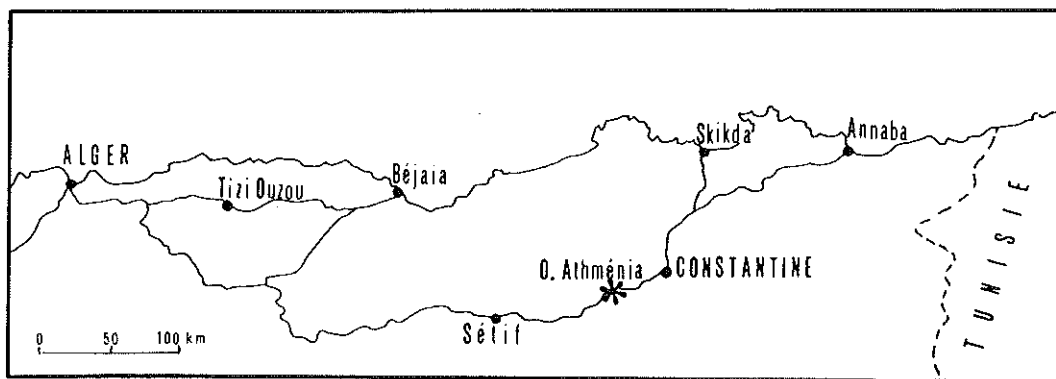 ALGER
Tizi Ouzou
Béjaia
Skikda
Annaba
O. Athménia
CONSTANTINE
Sétif
TUNISIE
0 50 100 km